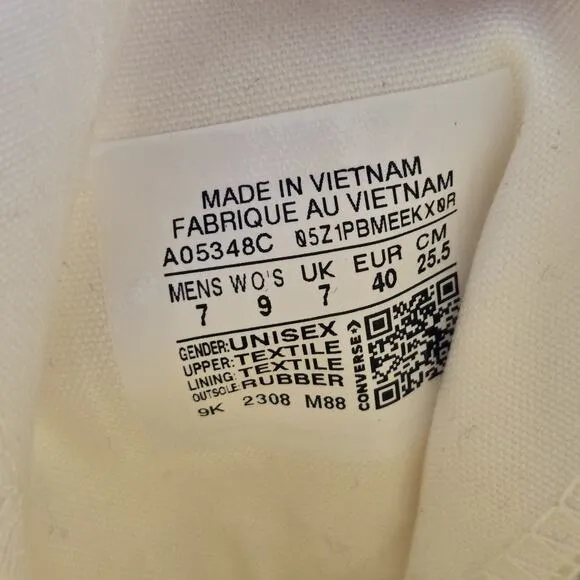 MADE IN VIETNAM
FABRIQUE AU VIETNAM
A05348C 05Z1PBMEEKX0R
MENS WO'S UK EUR CM
7 9 7 40 25.5
GENDER: UNISEX
UPPER: TEXTILE
LINING: TEXTILE
OUTSOLE: RUBBER
9K 2308 M88
CONVERSE